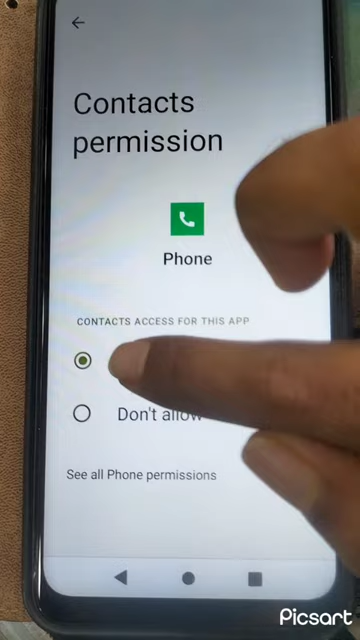 Contacts
permission
Phone
CONTACTS ACCESS FOR THIS APP
Don't allow
See all Phone permissions
Picsart